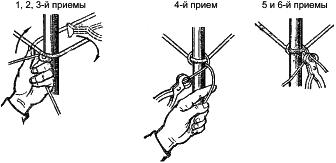 1, 2, 3-й приемы
4-й прием
5 и 6-й приемы